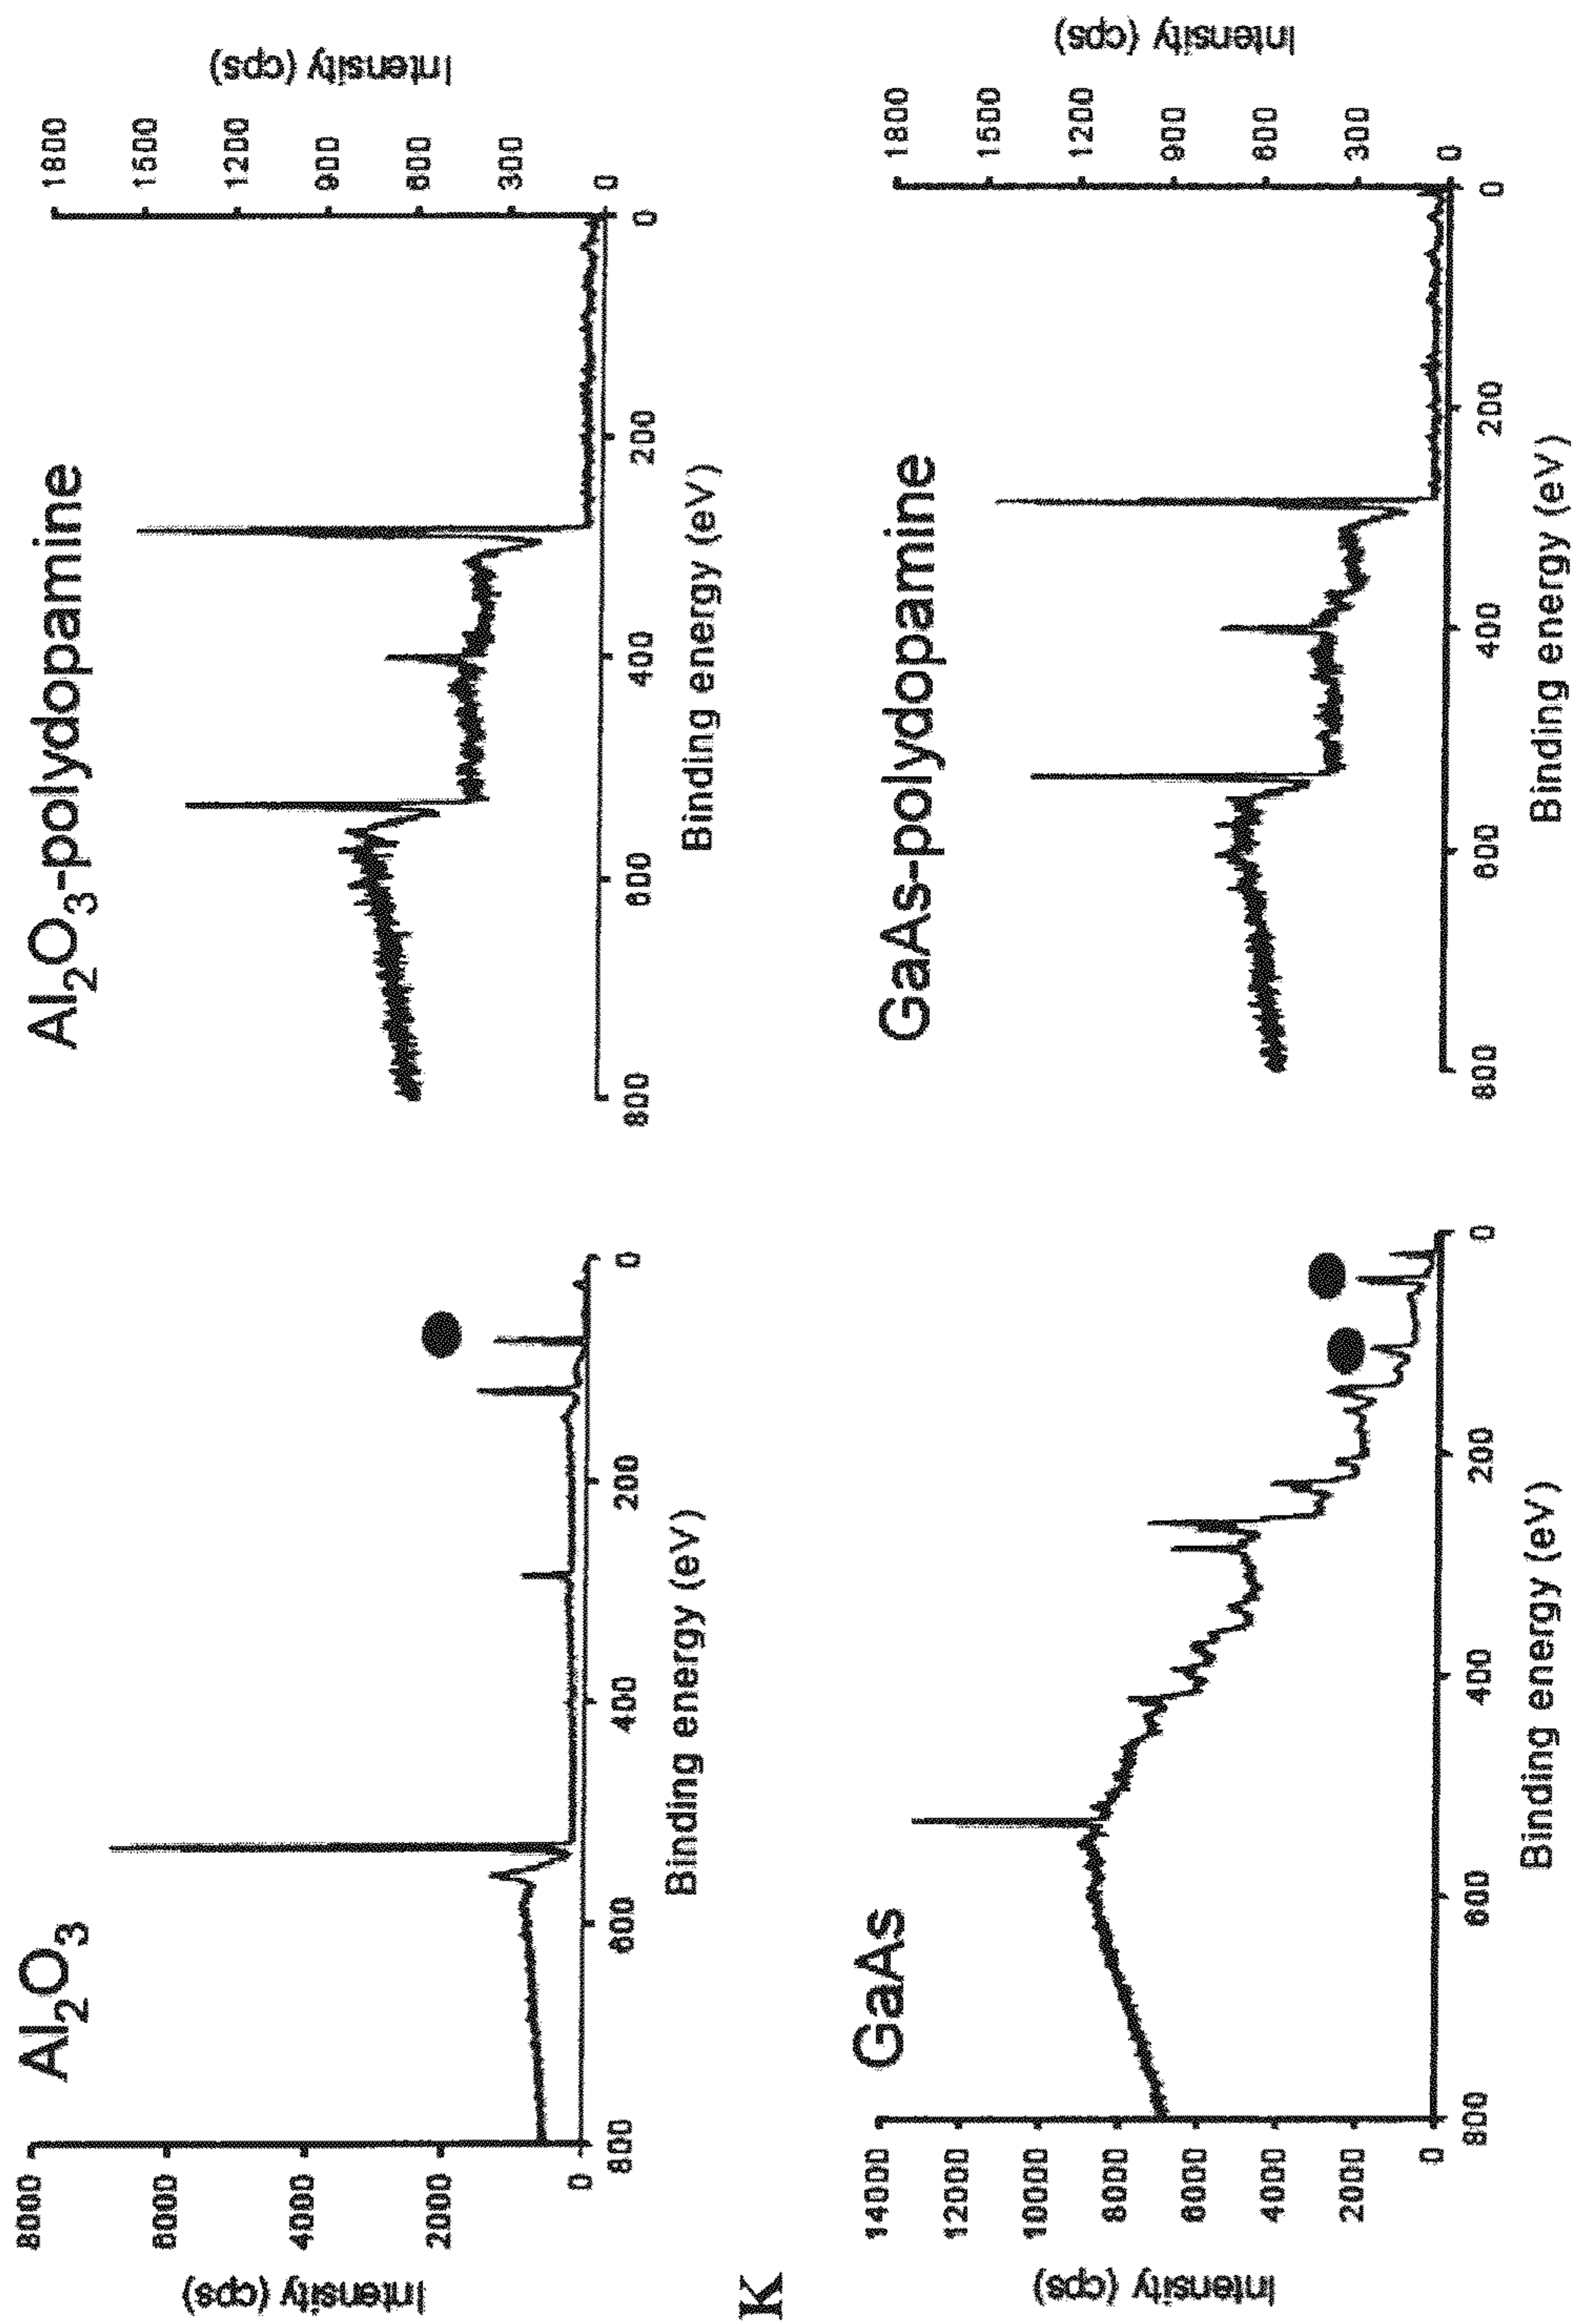 Al₂O₃
Intensity (cps)
8000
6000
4000
2000
0
800 600 400 200 0
Binding energy (eV)
Al₂O₃-polydopamine
1800
1500
1200
900
600
300
0
Intensity (cps)
800 600 400 200 0
Binding energy (eV)
K
GaAs
Intensity (cps)
14000
12000
10000
8000
6000
4000
2000
0
800 600 400 200 0
Binding energy (eV)
GaAs-polydopamine
1800
1500
1200
900
600
300
0
Intensity (cps)
800 600 400 200 0
Binding energy (eV)